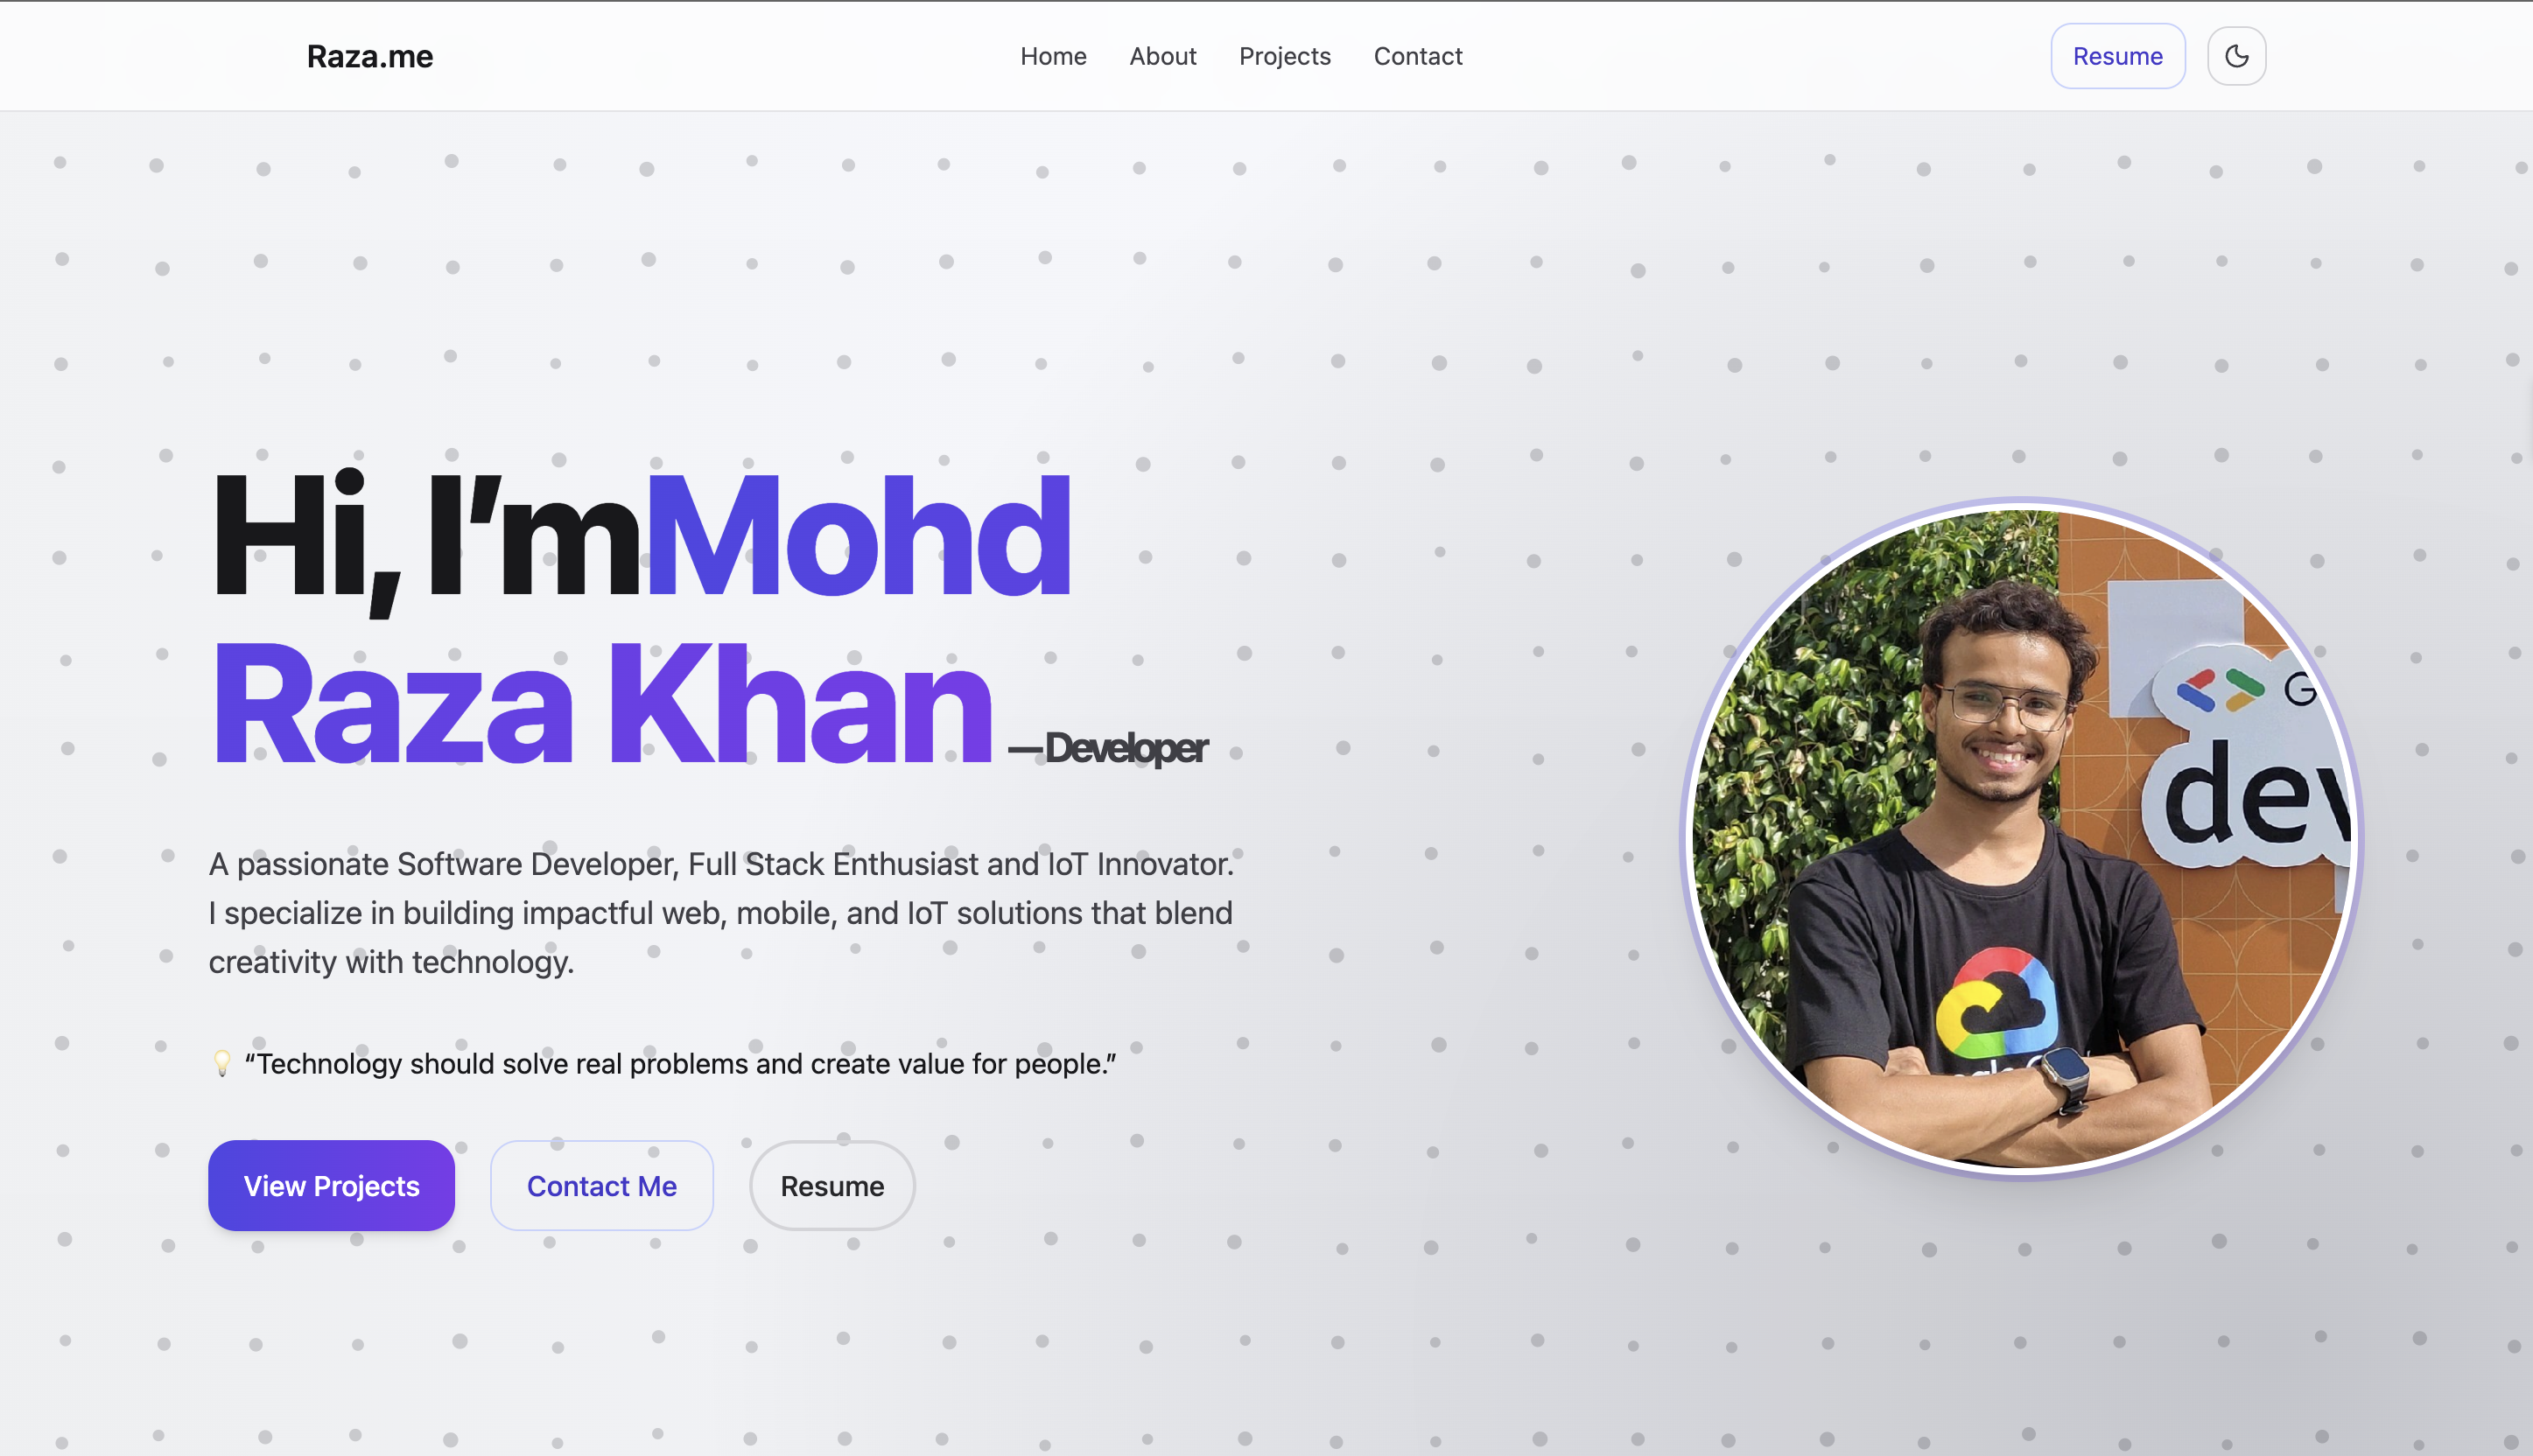 Raza.me
Home About Projects Contact
Resume
Hi, I’mMohd
Raza Khan — Developer
A passionate Software Developer, Full Stack Enthusiast and IoT Innovator.
I specialize in building impactful web, mobile, and IoT solutions that blend
creativity with technology.
💡 “Technology should solve real problems and create value for people.”
View Projects Contact Me Resume
G
dev